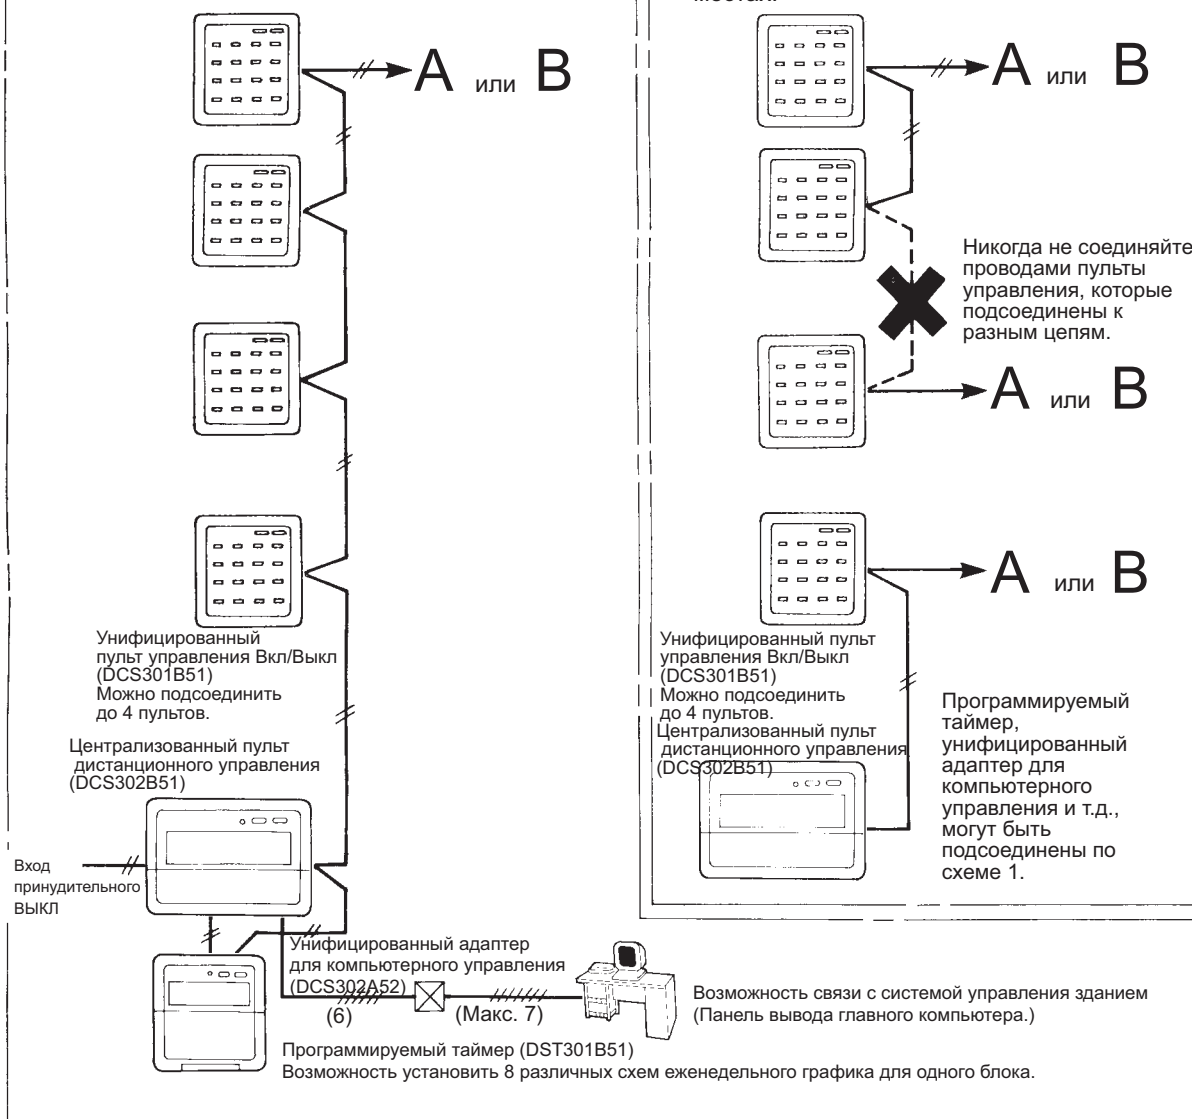 A или B
Унифицированный
пульт управления Вкл/Выкл
(DCS301B51)
Можно подсоединить
до 4 пультов.
Централизованный пульт
дистанционного управления
(DCS302B51)
Вход
принудительного
ВЫКЛ
Унифицированный адаптер
для компьютерного управления
(DCS302A52)
(6)
(Макс. 7)
Возможность связи с системой управления зданием
(Панель вывода главного компьютера.)
Программируемый таймер (DST301B51)
Возможность установить 8 различных схем еженедельного графика для одного блока.
A или B
Никогда не соединяйте
проводами пульты
управления, которые
подсоединены к
разным цепям.
A или B
A или B
Унифицированный пульт
управления Вкл/Выкл
(DCS301B51)
Можно подсоединить
до 4 пультов.
Централизованный пульт
дистанционного управления
(DCS302B51)
Программируемый
таймер,
унифицированный
адаптер для
компьютерного
управления и т.д.,
могут быть
подсоединены по
схеме 1.